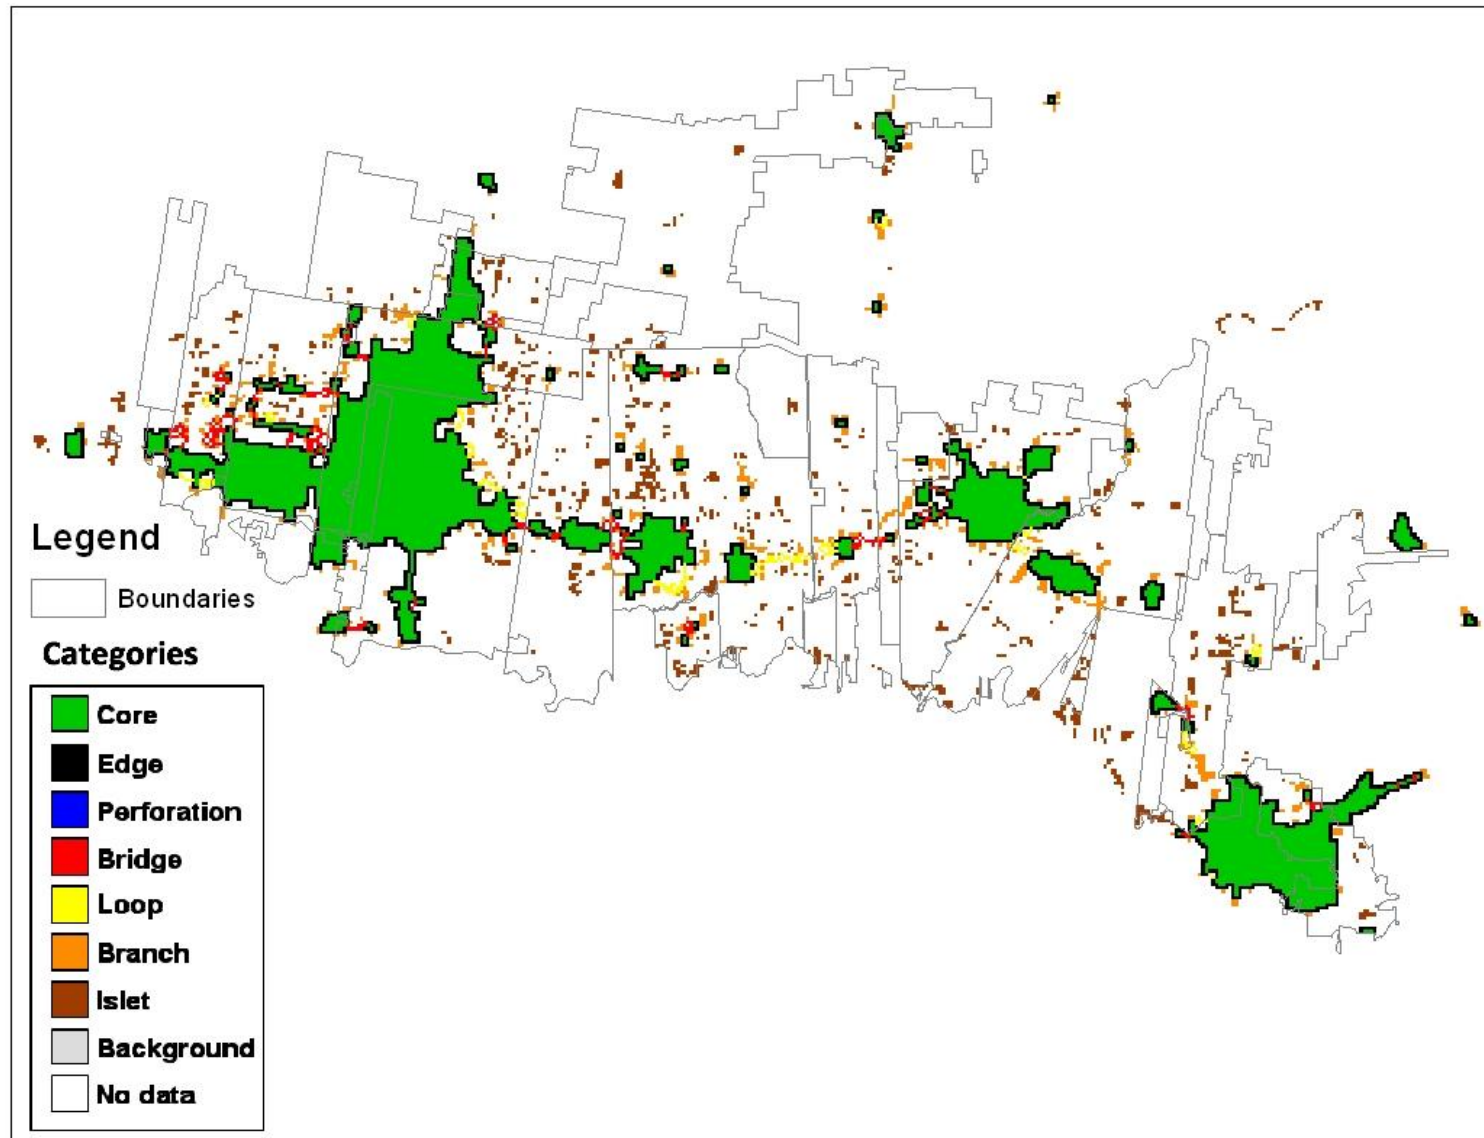 Legend
Boundaries
Categories
Core
Edge
Perforation
Bridge
Loop
Branch
Islet
Background
No data